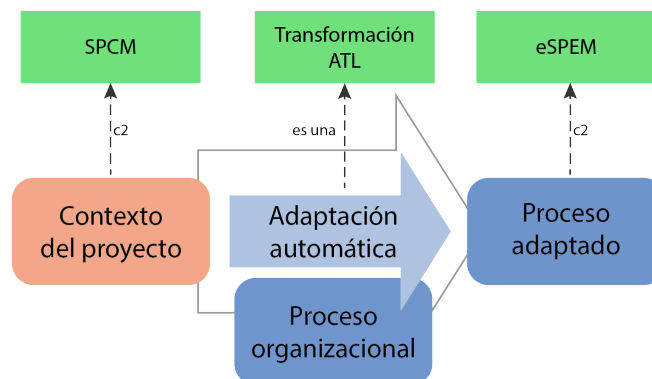 SPCM
Transformación
ATL
eSPEM
c2
es una
c2
Contexto
del proyecto
Adaptación
automática
Proceso
adaptado
Proceso
organizacional